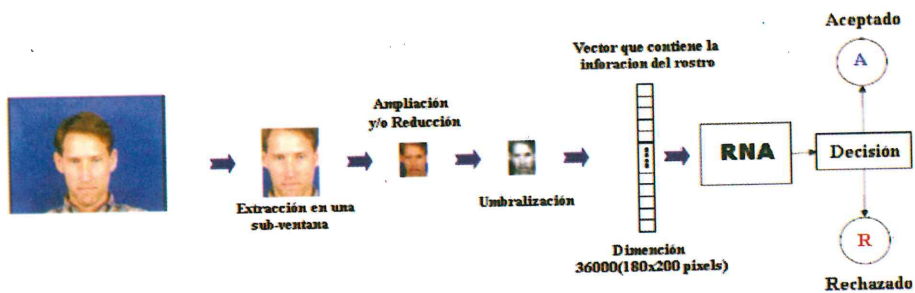 Aceptado
A
Vector que contiene la
inforacion del rostro
Ampliación
y/o Reducción
RNA
Decisión
Extracción en una
sub-ventana
Umbralización
R
Dimención
36000(180x200 pixels)
Rechazado